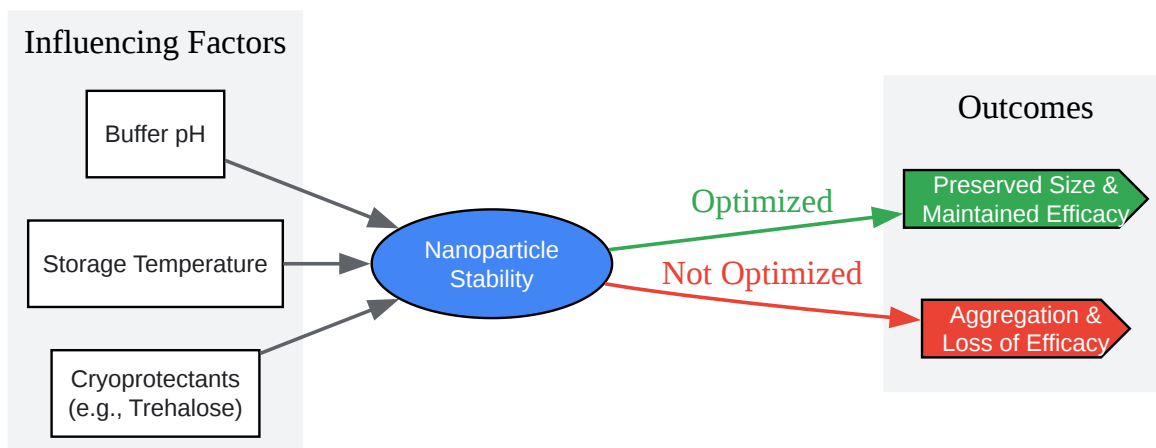 Influencing Factors
Buffer pH
Storage Temperature
Cryoprotectants
(e.g., Trehalose)
Nanoparticle
Stability
Optimized
Not Optimized
Outcomes
Preserved Size &
Maintained Efficacy
Aggregation &
Loss of Efficacy